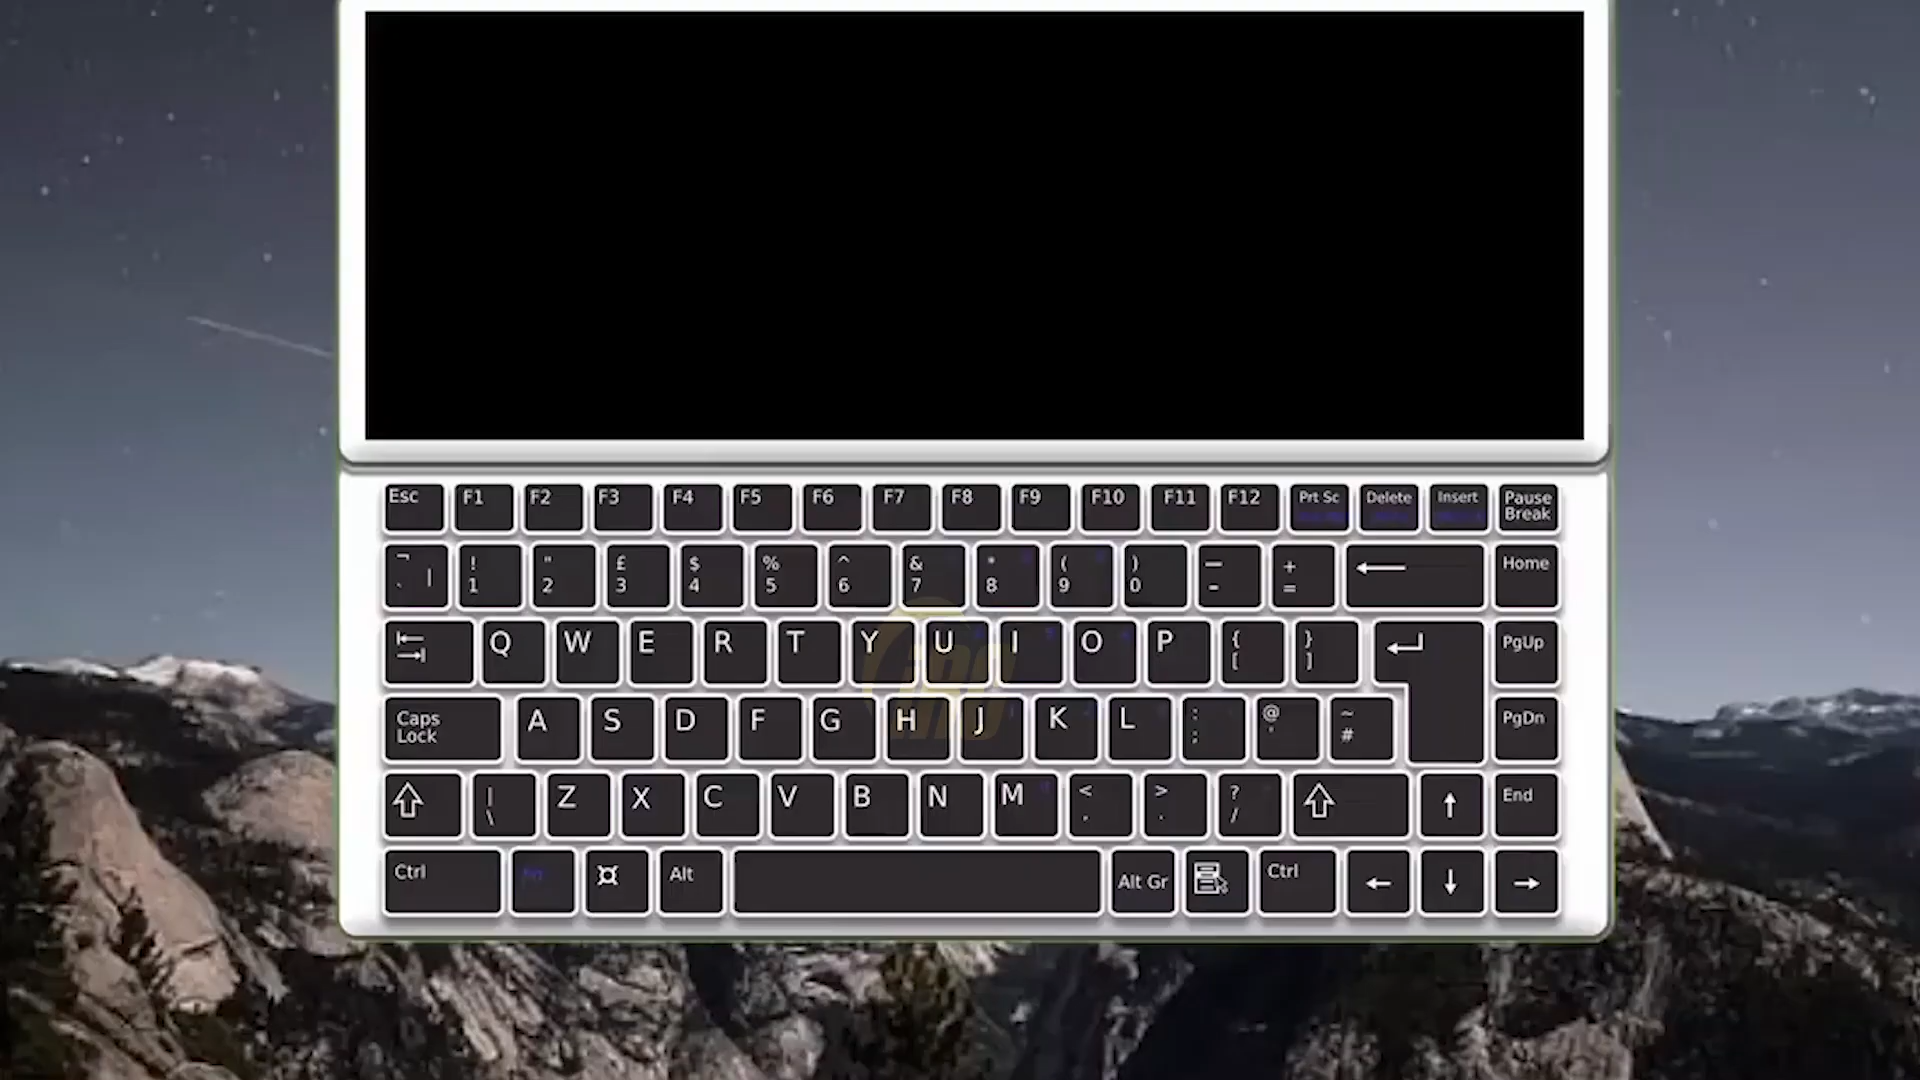 Esc F1 F2 F3 F4 F5 F6 F7 F8 F9 F10 F11 F12 Prt Sc Delete Insert Pause
Break
¬ ! " £ $ % ^ & * ( ) — +
` | 1 2 3 4 5 6 7 8 9 0 - = Home
Q W E R T Y U I O P { }
[ ] PgUp
Caps
Lock A S D F G H J K L : @ ~
; ' # PgDn
| Z X C V B N M < > ?
\ , . / End
Ctrl Alt Alt Gr Ctrl